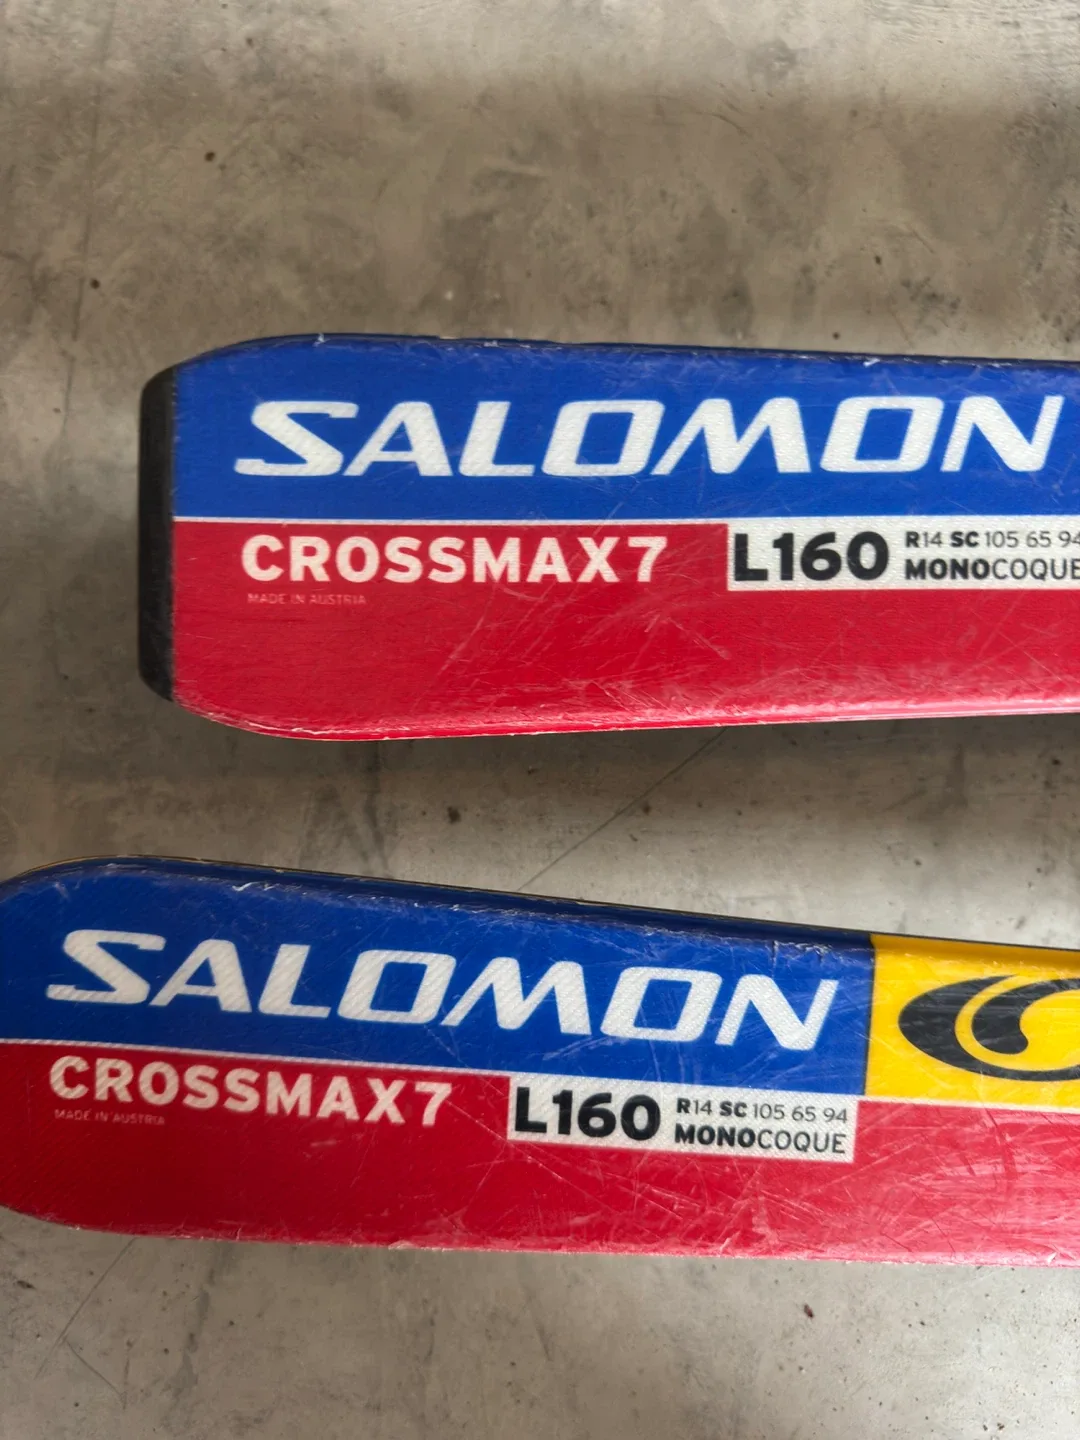 SALOMON
CROSSMAX7
MADE IN AUSTRIA
L160
R14 SC 105 65 94
MONOCOQUE
SALOMON
CROSSMAX7
MADE IN AUSTRIA
L160
R14 SC 105 65 94
MONOCOQUE